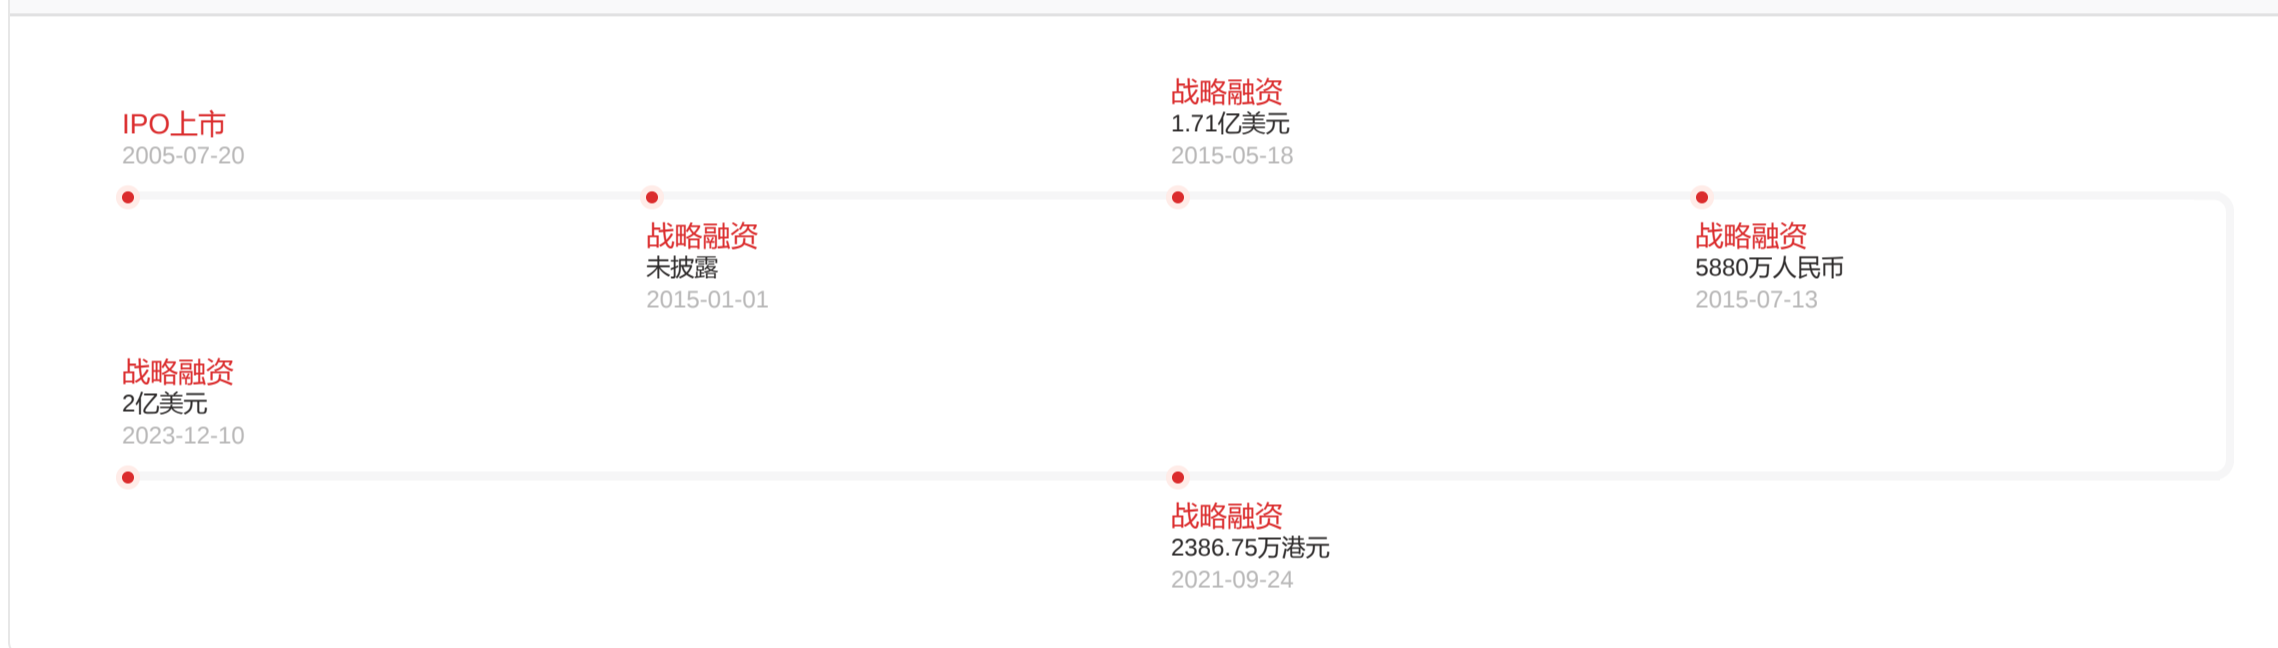 IPO上市
2005-07-20
战略融资
未披露
2015-01-01
战略融资
1.71亿美元
2015-05-18
战略融资
5880万人民币
2015-07-13
战略融资
2386.75万港元
2021-09-24
战略融资
2亿美元
2023-12-10